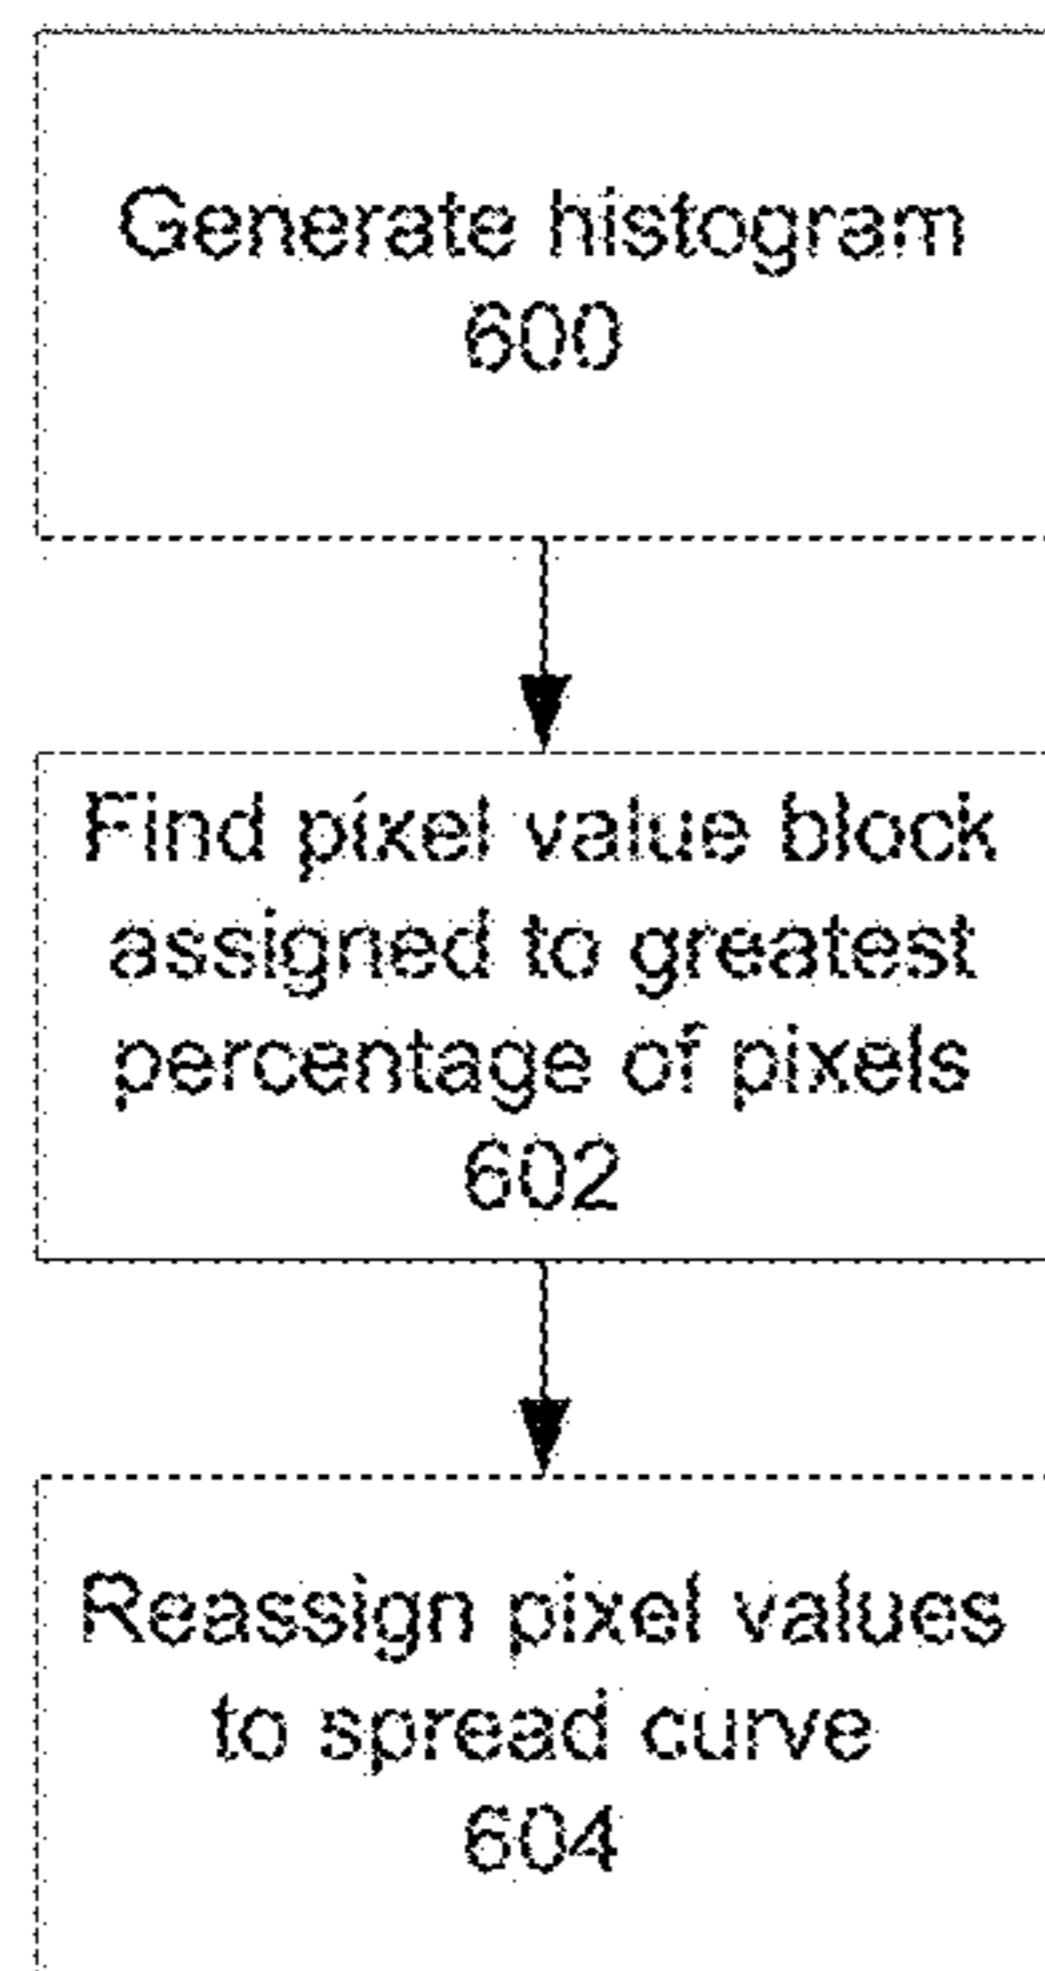 Generate histogram
600
Find pixel value block
assigned to greatest
percentage of pixels
602
Reassign pixel values
to spread curve
604